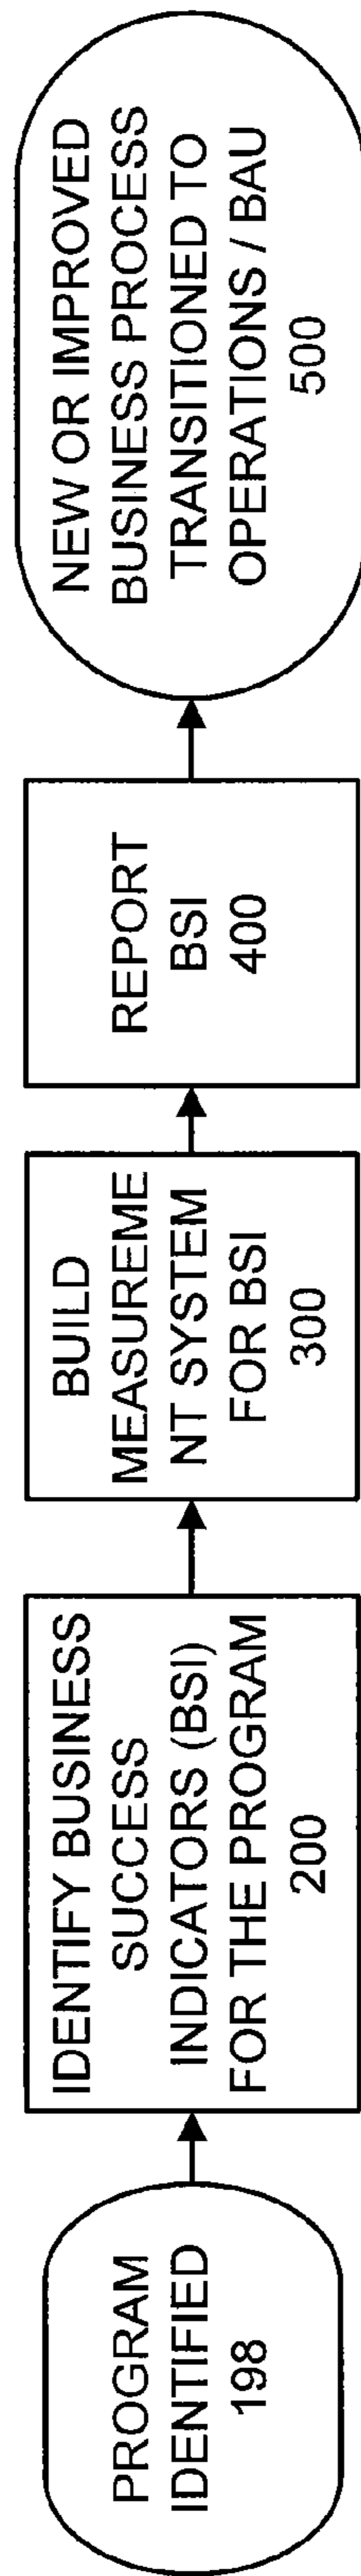 PROGRAM
IDENTIFIED
198
IDENTIFY BUSINESS
SUCCESS
INDICATORS (BSI)
FOR THE PROGRAM
200
BUILD
MEASUREME
NT SYSTEM
FOR BSI
300
REPORT
BSI
400
NEW OR IMPROVED
BUSINESS PROCESS
TRANSITIONED TO
OPERATIONS / BAU
500